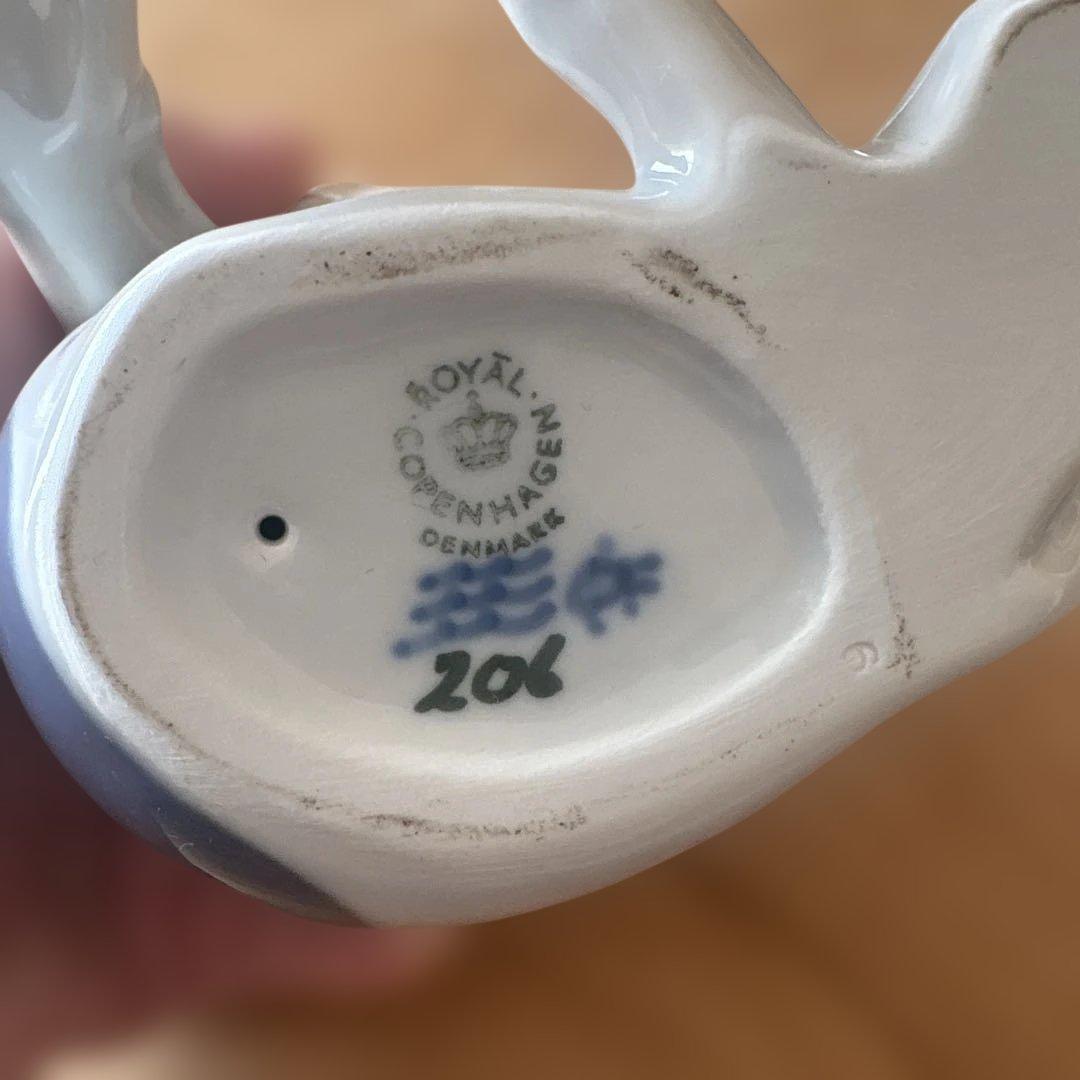 ROYAL
COPENHAGEN
DENMARK
206